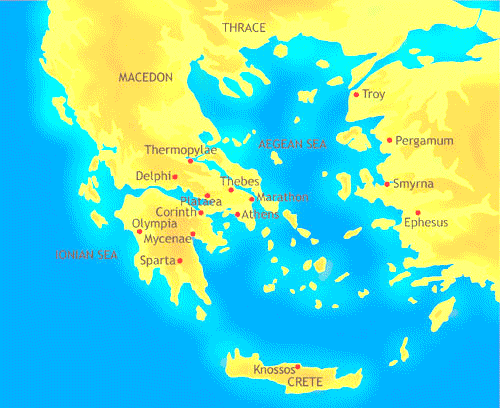 THRACE
MACEDON
Troy
Thermopylae
AEGEAN SEA
Pergamum
Delphi
Thebes
Smyrna
Plataea
Marathon
Corinth
Athens
Olympia
Ephesus
Mycenae
IONIAN SEA
Sparta
Knossos
CRETE